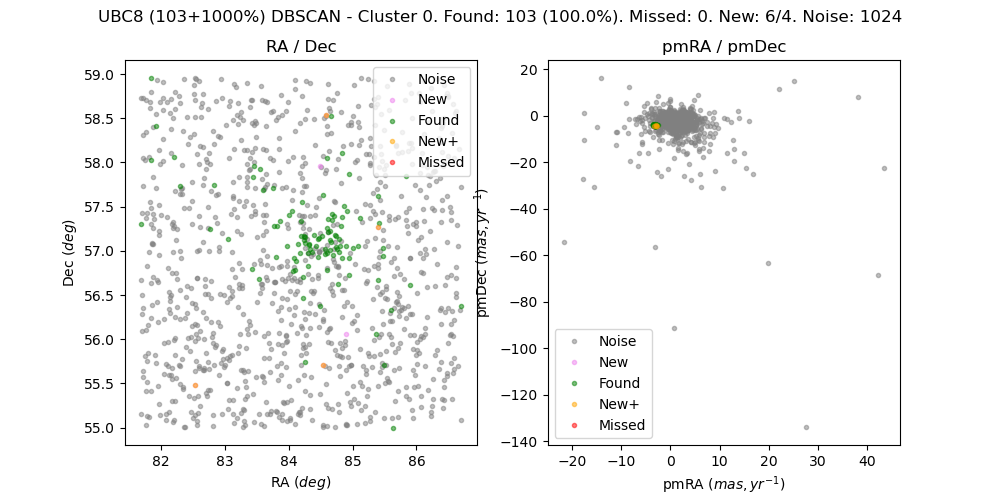 UBC8 (103+1000%) DBSCAN - Cluster 0. Found: 103 (100.0%). Missed: 0. New: 6/4. Noise: 1024
RA / Dec
59.0
58.5
58.0
57.5
57.0
56.5
56.0
55.5
55.0
Dec (deg)
82
83
84
85
86
RA (deg)
Noise
New
Found
New+
Missed
pmRA / pmDec
20
0
−20
−40
−60
−80
−100
−120
−140
pmDec (mas, yr⁻¹)
−20
−10
0
10
20
30
40
pmRA (mas, yr⁻¹)
Noise
New
Found
New+
Missed